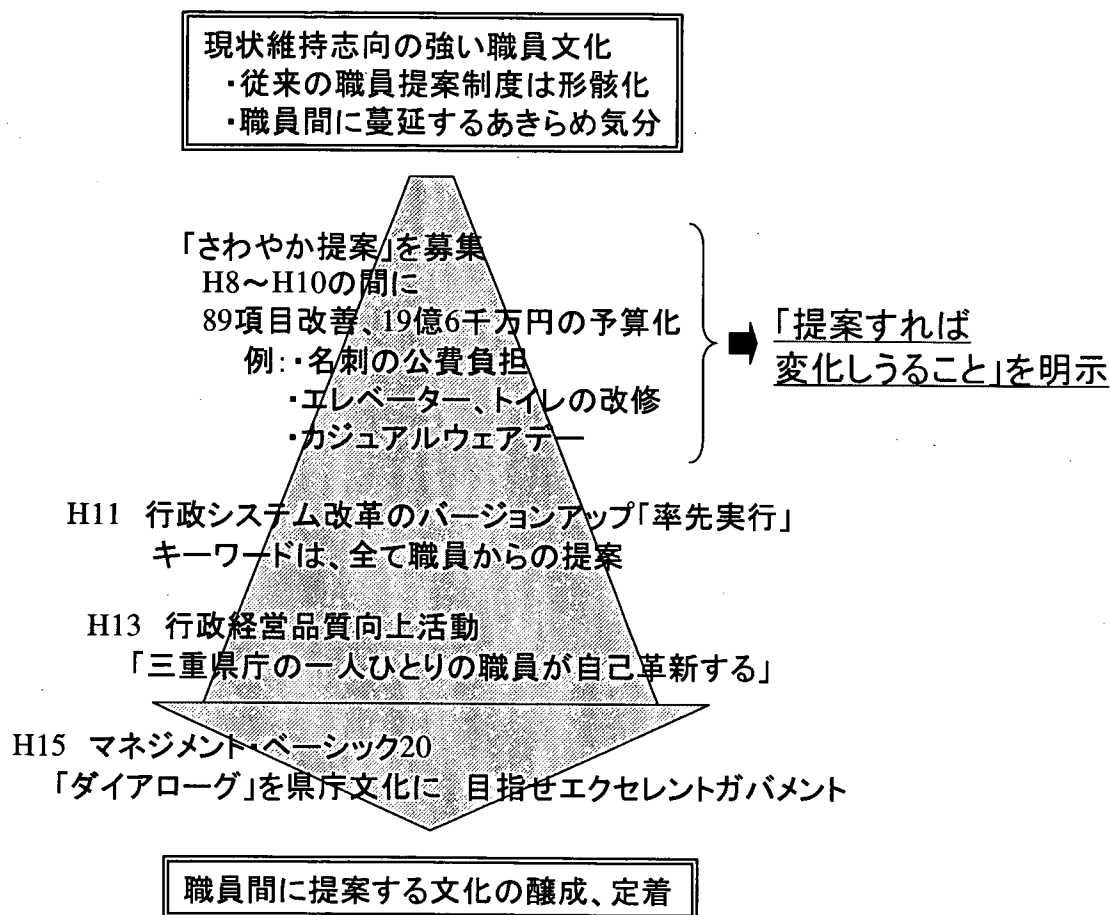 現状維持志向の強い職員文化
・従来の職員提案制度は形骸化
・職員間に蔓延するあきらめ気分
「さわやか提案」を募集
H8～H10の間に
89項目改善、19億6千万円の予算化
例：・名刺の公費負担
・エレベーター、トイレの改修
・カジュアルウェアデー
「提案すれば
変化しうること」を明示
H11 行政システム改革のバージョンアップ「率先実行」
キーワードは、全て職員からの提案
H13 行政経営品質向上活動
「三重県庁の一人ひとりの職員が自己革新する」
H15 マネジメント・ベーシック20
「ダイアローグ」を県庁文化に 目指せエクセレントガバメント
職員間に提案する文化の醸成、定着